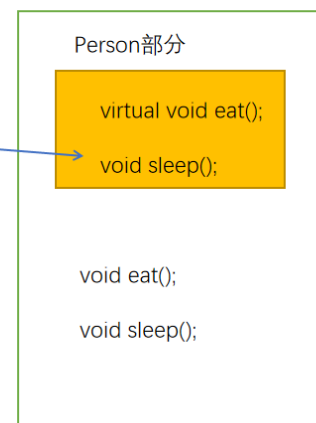 Person部分
virtual void eat();
void sleep();
void eat();
void sleep();